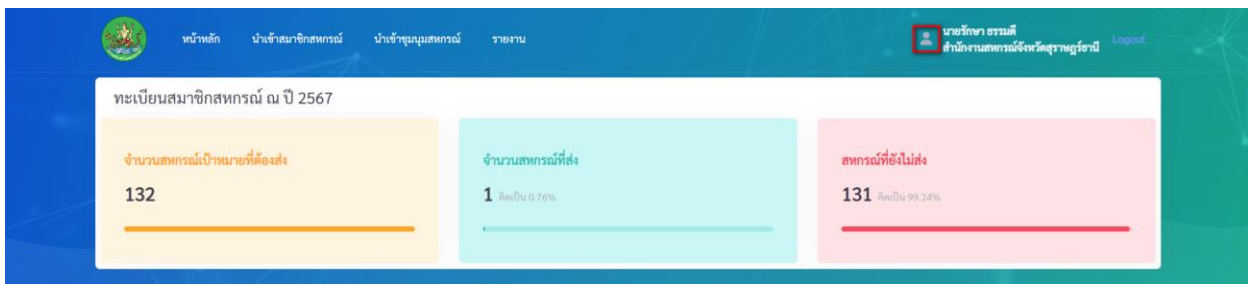 หน้าหลัก นำเข้าสมาชิกสหกรณ์ นำเข้าชุมนุมสหกรณ์ รายงาน
นายรักษา ธรรมดี
สำนักงานสหกรณ์จังหวัดสุราษฎร์ธานี
Logout
ทะเบียนสมาชิกสหกรณ์ ณ ปี 2567
จำนวนสหกรณ์เป้าหมายที่ต้องส่ง
132
จำนวนสหกรณ์ที่ส่ง
1 คิดเป็น 0.76%
สหกรณ์ที่ยังไม่ส่ง
131 คิดเป็น 99.24%